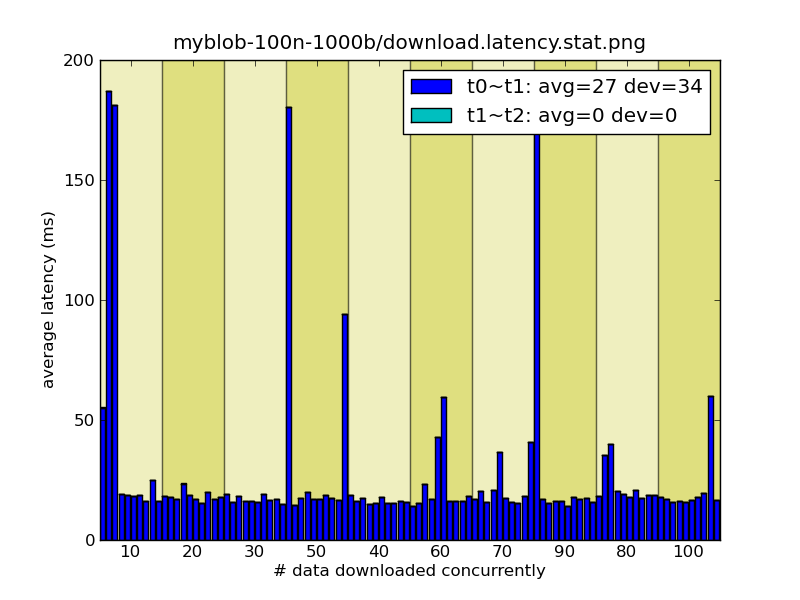 myblob-100n-1000b/download.latency.stat.png
200
150
100
50
0
average latency (ms)
t0~t1: avg=27 dev=34
t1~t2: avg=0 dev=0
10 20 30 50 40 60 70 90 80 100
# data downloaded concurrently